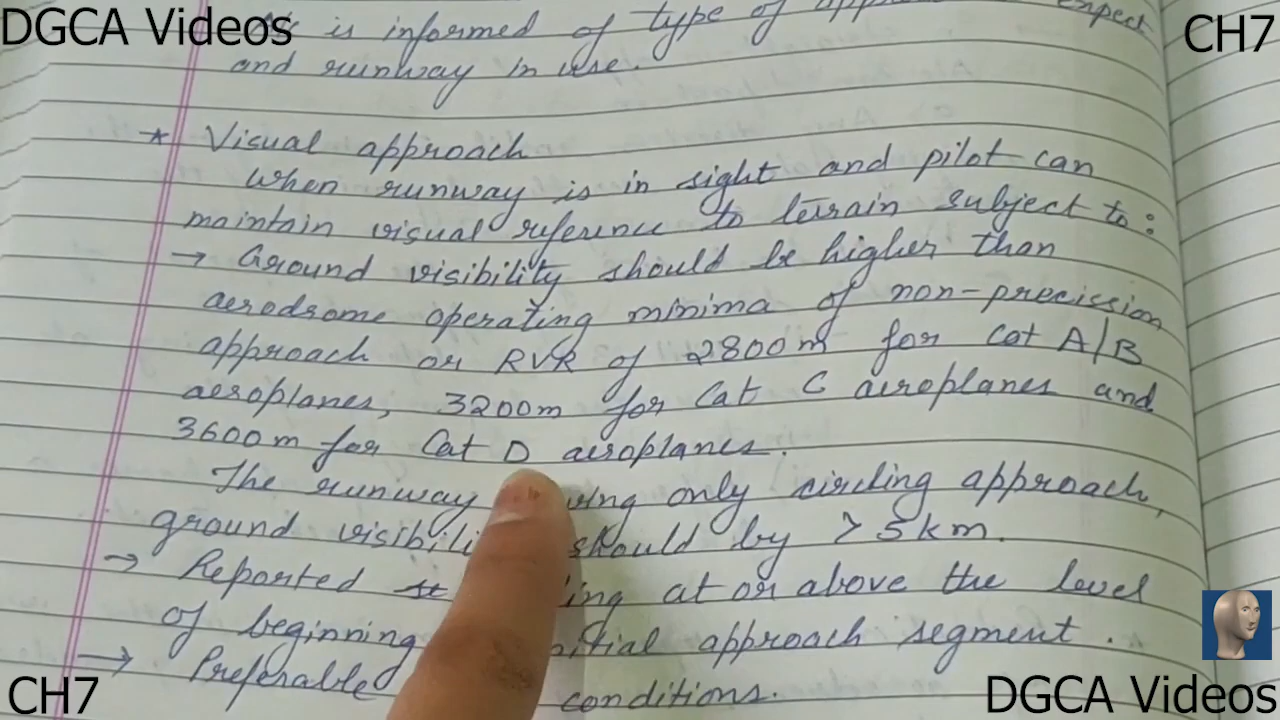 DGCA Videos
CH7
is informed of type of expect
and runway in use.
* Visual approach
When runway is in sight and pilot can
maintain visual reference to terrain subject to:
→ Ground visibility should be higher than
aerodrome operating minima of non-precission
approach or RVR of 2800m for Cat A/B
aeroplanes, 3200m for Cat C aeroplanes and
3600m for Cat D aeroplanes.
The runway only circling approach,
ground should by > 5km.
→ Reported at or above the level
of beginning approach segment.
→ Preferable conditions.
CH7
DGCA Videos